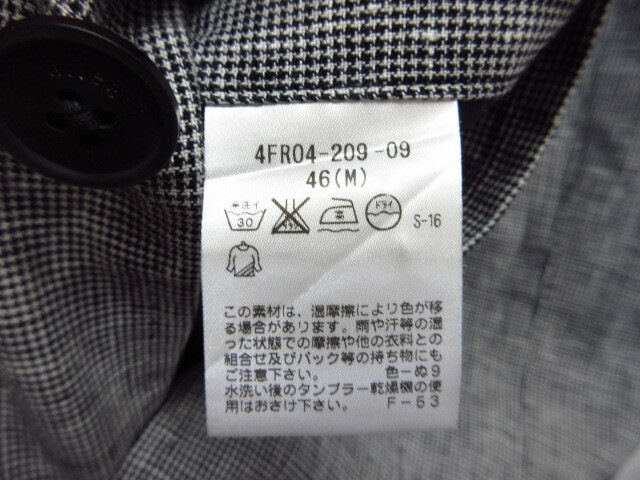 4FR04-209-09
46(M)
手洗イ
30
高
ドライ
S-16
この素材は、湿摩擦により色が移
る場合があります。雨や汗等の湿
った状態での摩擦や他の衣料との
組合せ及びバック等の持ち物にも
ご注意下さい。 色-ぬ9
水洗い後のタンブラー乾燥機の使
用はおさけ下さい。 F-53